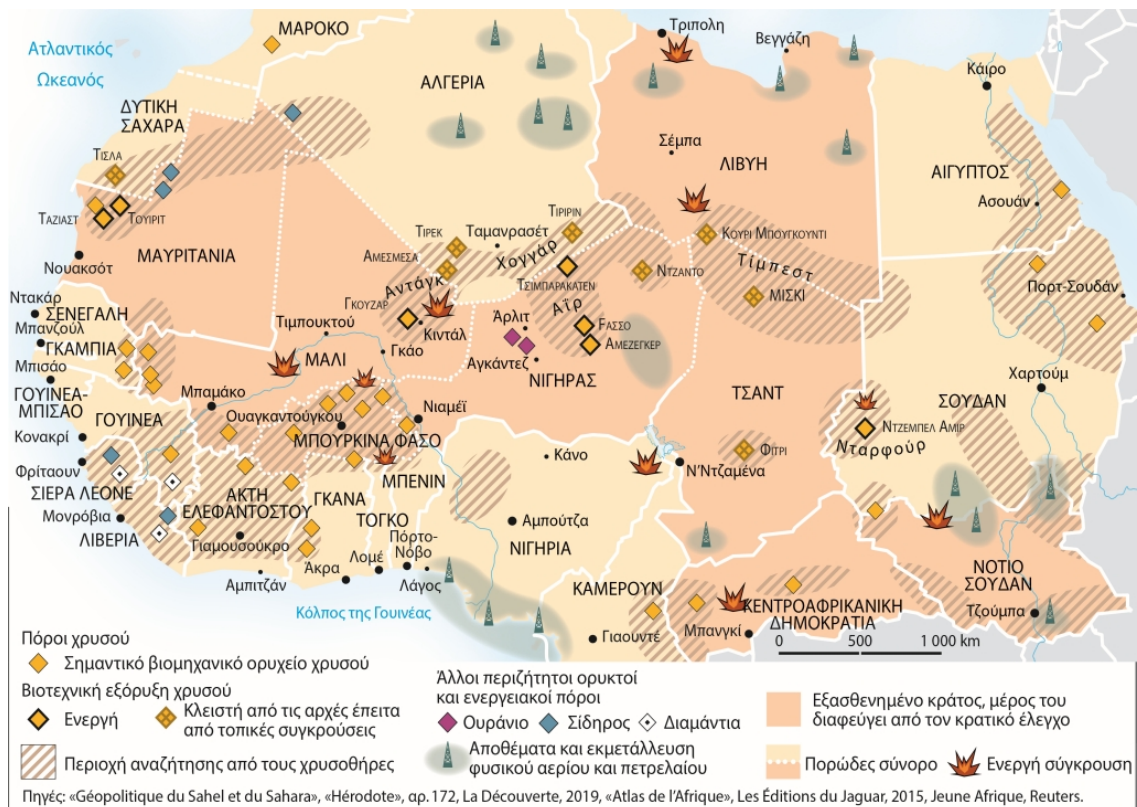 ΜΑΡΟΚΟ
Ατλαντικός
Ωκεανός
Τριπολη
Βεγγάζη
Κάιρο
ΑΛΓΕΡΙΑ
ΔΥΤΙΚΗ
ΣΑΧΑΡΑ
Σέμπα
ΛΙΒΥΗ
ΑΙΓΥΠΤΟΣ
Ασουάν
Τισλα
Ταζιαστ
Τουιριτ
ΜΑΥΡΙΤΑΝΙΑ
Νουακσότ
Τιρεκ
Ταμανρασέτ
Τιριριν
Χογγάρ
Αμεσμεσα
Αντάγκ
Γκουζαρ
Κιντάλ
Τσιμπαρακατεν
Ντζαντο
Κουρι Μπουγκουντι
Τίμπεστ
ΜΙΣΚΙ
Πορτ-Σουδάν
Ντακάρ
ΣΕΝΕΓΑΛΗ
Μπανζούλ
ΓΚΑΜΠΙΑ
Μπισάο
ΓΟΥΙΝΕΑ-
ΜΠΙΣΑΟ
Τιμπουκτού
ΜΑΛΙ
Γκάο
Αΐρ
Άρλιτ
Fασσο
Αμεζεγκερ
Αγκάντεζ
ΝΙΓΗΡΑΣ
ΤΣΑΝΤ
Χαρτούμ
ΣΟΥΔΑΝ
Μπαμάκο
Ουαγκαντούγκου
Νιαμέϊ
ΓΟΥΙΝΕΑ
Κονακρί
ΜΠΟΥΡΚΙΝΑ ΦΑΣΟ
Ντζεμπελ Αμιρ
Νταρφούρ
Φιτρι
Κάνο
Ν'Ντζαμένα
Φρίταουν
ΣΙΕΡΑ ΛΕΟΝΕ
ΜΠΕΝΙΝ
ΑΚΤΗ
ΕΛΕΦΑΝΤΟΣΤΟΥ
ΓΚΑΝΑ
ΤΟΓΚΟ
Μονρόβια
ΛΙΒΕΡΙΑ
Γιαμουσούκρο
Πόρτο-
Νόβο
Αμπούτζα
ΝΙΓΗΡΙΑ
Άκρα
Λομέ
Λάγος
Αμπιτζάν
Κόλπος της Γουινέας
ΚΑΜΕΡΟΥΝ
Γιαουντέ
ΚΕΝΤΡΟΑΦΡΙΚΑΝΙΚΗ
ΔΗΜΟΚΡΑΤΙΑ
Μπανγκί
ΝΟΤΙΟ
ΣΟΥΔΑΝ
Τζούμπα
0 500 1 000 km
Πόροι χρυσού
Σημαντικό βιομηχανικό ορυχείο χρυσού
Βιοτεχνική εξόρυξη χρυσού
Ενεργή
Κλειστή από τις αρχές έπειτα
από τοπικές συγκρούσεις
Περιοχή αναζήτησης από τους χρυσοθήρες
Άλλοι περιζήτητοι ορυκτοί
και ενεργειακοί πόροι
Ουράνιο Σίδηρος Διαμάντια
Αποθέματα και εκμετάλλευση
φυσικού αερίου και πετρελαίου
Εξασθενημένο κράτος, μέρος του
διαφεύγει από τον κρατικό έλεγχο
Πορώδες σύνορο
Ενεργή σύγκρουση
Πηγές: «Géopolitique du Sahel et du Sahara», «Hérodote», αρ. 172, La Découverte, 2019, «Atlas de l'Afrique», Les Éditions du Jaguar, 2015, Jeune Afrique, Reuters.